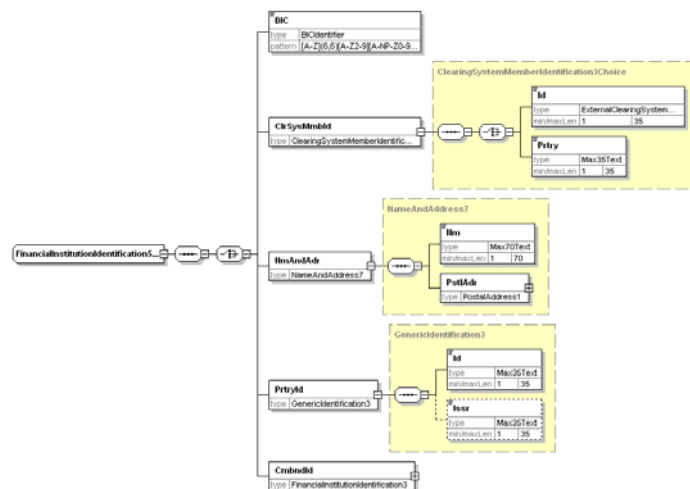 BIC
type BICIdentifier
pattern [A-Z]{6,6}[A-Z2-9][A-NP-Z0-9...
ClearingSystemMemberIdentification3Choice
Id
type ExternalClearingSystem...
min/maxLen 1 35
ClrSysMmbId
type ClearingSystemMemberIdentific...
Prtry
type Max35Text
min/maxLen 1 35
NameAndAddress7
Nm
type Max70Text
min/maxLen 1 70
FinancialInstitutionIdentification5...
NmAndAdr
type NameAndAddress7
PstlAdr
type PostalAddress1
GenericIdentification3
Id
type Max35Text
min/maxLen 1 35
PrtryId
type GenericIdentification3
Issr
type Max35Text
min/maxLen 1 35
CmbndId
type FinancialInstitutionIdentification3